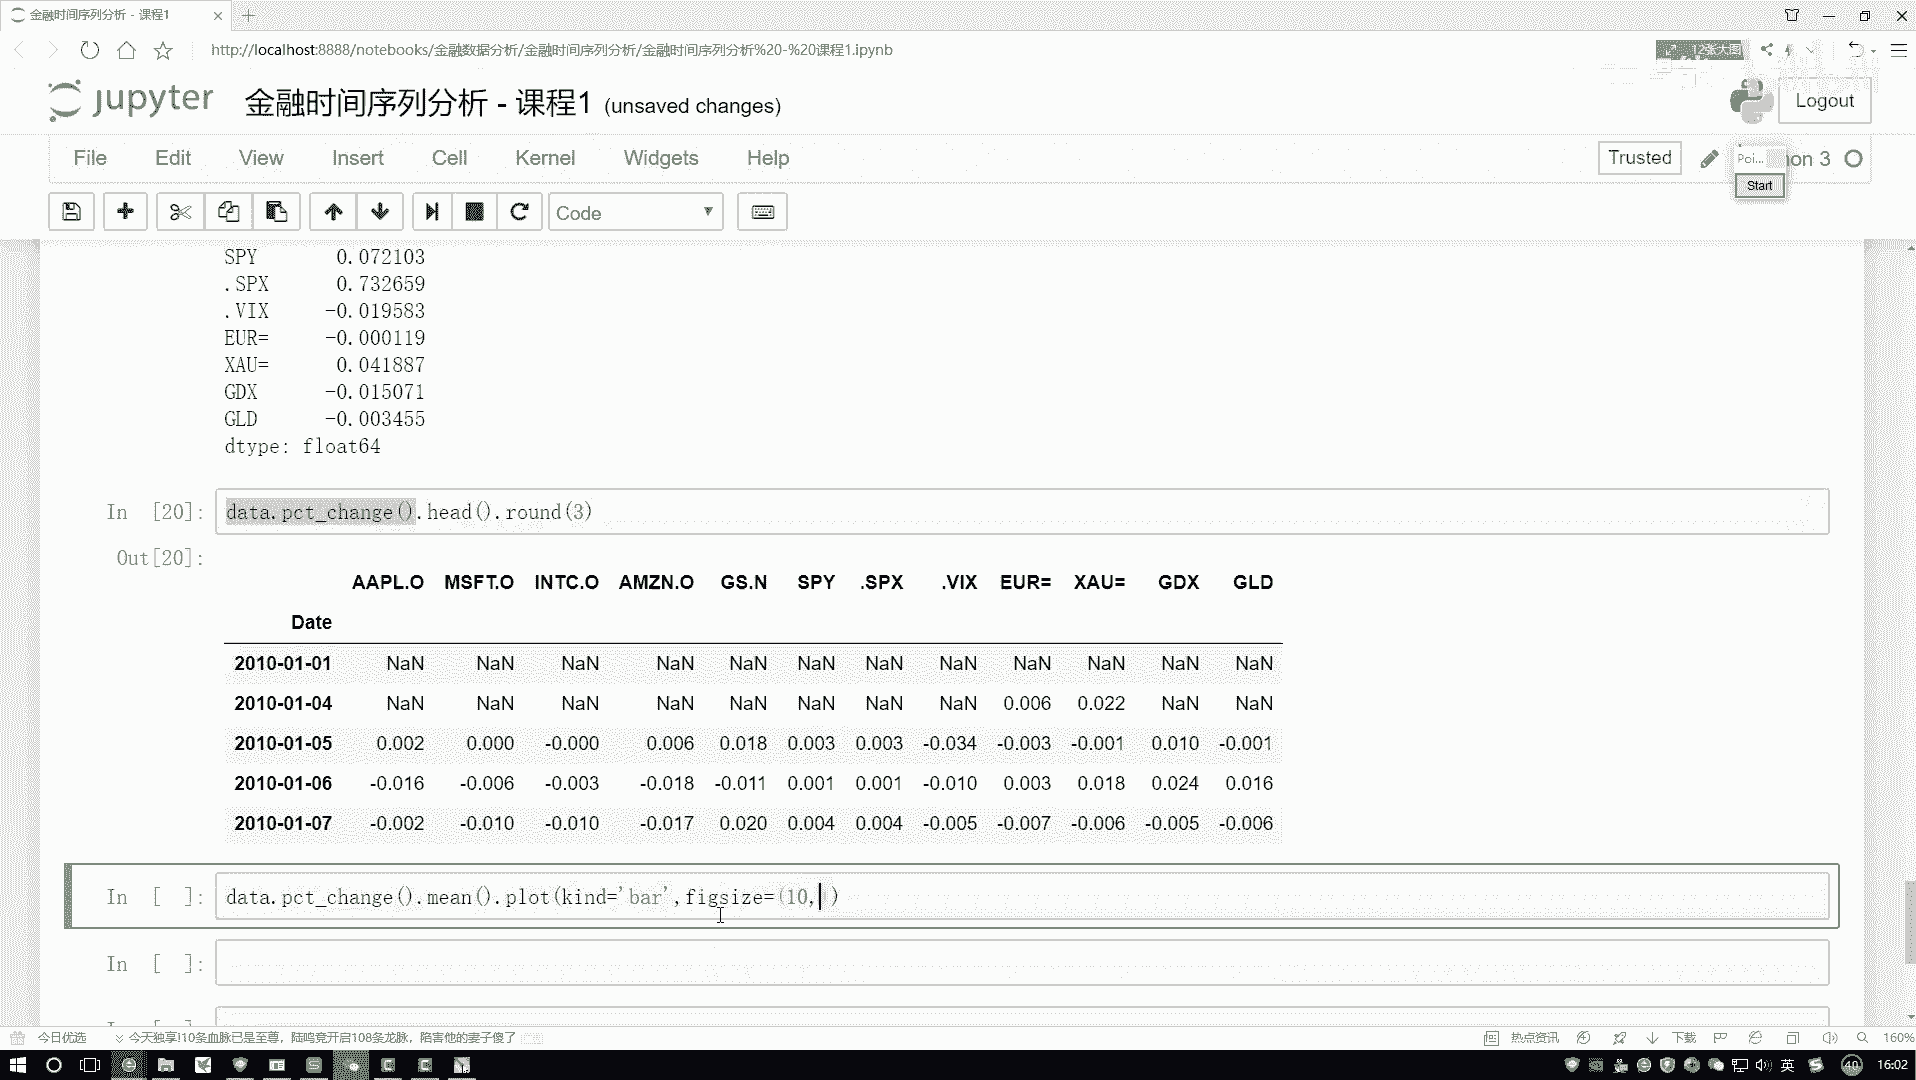 金融时间序列分析 - 课程1
http://localhost:8888/notebooks/金融数据分析/金融时间序列分析/金融时间序列分析%20-%20课程1.ipynb
12张大图
jupyter 金融时间序列分析 - 课程1 (unsaved changes)
Logout
File Edit View Insert Cell Kernel Widgets Help
Trusted
Poi... on 3
Start
Code
SPY 0.072103
.SPX 0.732659
.VIX -0.019583
EUR= -0.000119
XAU= 0.041887
GDX -0.015071
GLD -0.003455
dtype: float64
In [20]: data.pct_change().head().round(3)
Out[20]:
AAPL.O MSFT.O INTC.O AMZN.O GS.N SPY .SPX .VIX EUR= XAU= GDX GLD
Date
2010-01-01 NaN NaN NaN NaN NaN NaN NaN NaN NaN NaN NaN NaN
2010-01-04 NaN NaN NaN NaN NaN NaN NaN NaN 0.006 0.022 NaN NaN
2010-01-05 0.002 0.000 -0.000 0.006 0.018 0.003 0.003 -0.034 -0.003 -0.001 0.010 -0.001
2010-01-06 -0.016 -0.006 -0.003 -0.018 -0.011 0.001 0.001 -0.010 0.003 0.018 0.024 0.016
2010-01-07 -0.002 -0.010 -0.010 -0.017 0.020 0.004 0.004 -0.005 -0.007 -0.006 -0.005 -0.006
In [ ]: data.pct_change().mean().plot(kind='bar',figsize=(10,))
In [ ]:
今日优选 今天独享!10条血脉已是至尊，陆鸣竟开启108条龙脉，陷害他的妻子傻了
热点资讯 下载 160%
英 40 16:02